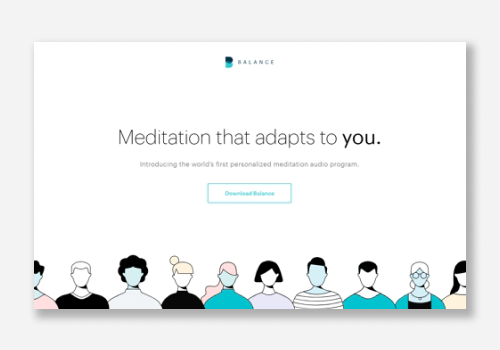 BALANCE
Meditation that adapts to you.
Introducing the world's first personalized meditation audio program.
Download Balance